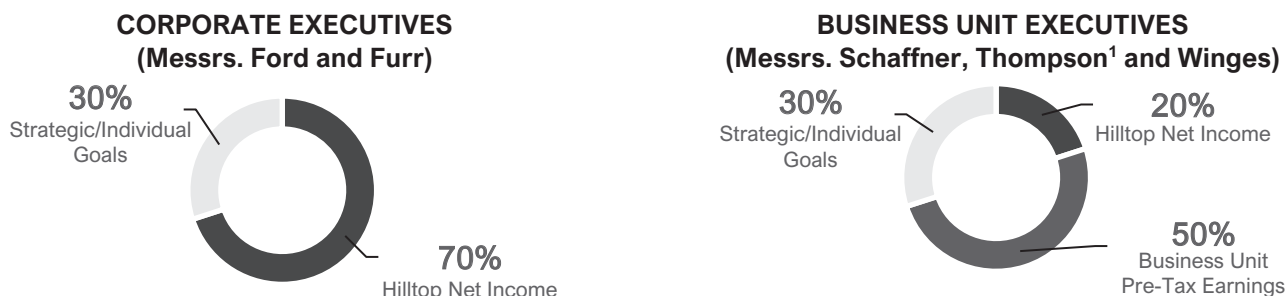 CORPORATE EXECUTIVES
(Messrs. Ford and Furr)
30%
Strategic/Individual
Goals
70%
Hilltop Net Income
BUSINESS UNIT EXECUTIVES
(Messrs. Schaffner, Thompson¹ and Winges)
30%
Strategic/Individual
Goals
20%
Hilltop Net Income
50%
Business Unit
Pre-Tax Earnings